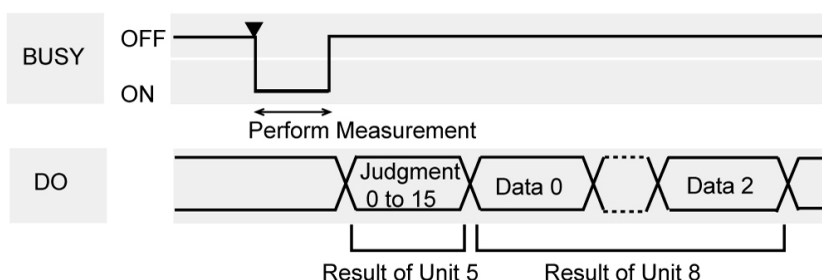 BUSY
OFF
ON
Perform Measurement
DO
Judgment
0 to 15
Data 0
Data 2
Result of Unit 5
Result of Unit 8